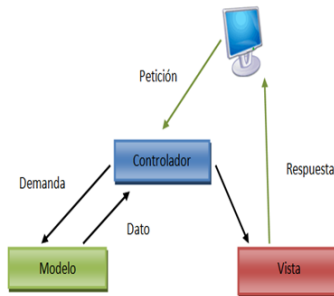 Petición
Controlador
Respuesta
Demanda
Dato
Modelo
Vista